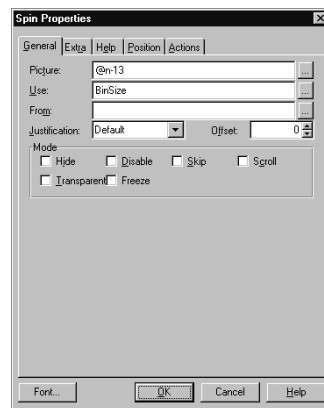 Spin Properties
General Extra Help Position Actions
Picture: @n-13 ...
Use: BinSize ...
From: ...
Justification: Default Offset: 0
Mode
Hide Disable Skip Scroll
Transparent Freeze
Font... OK Cancel Help